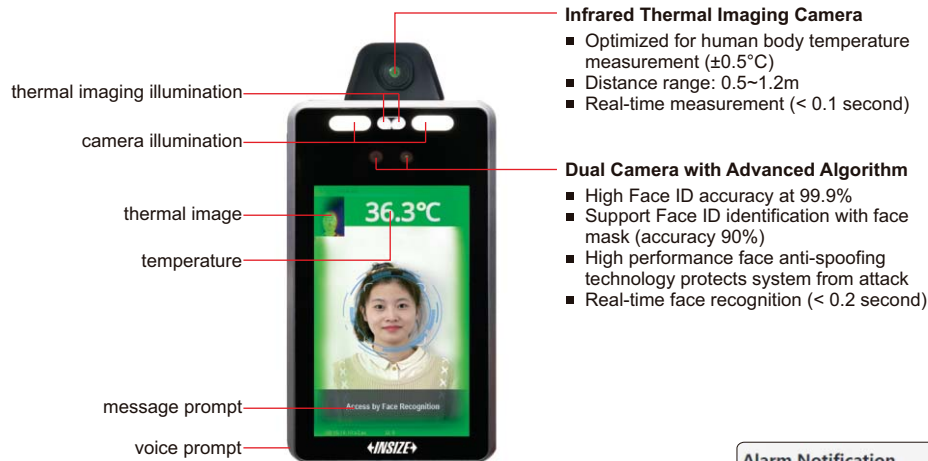 Infrared Thermal Imaging Camera
■ Optimized for human body temperature
measurement (±0.5°C)
■ Distance range: 0.5~1.2m
■ Real-time measurement (< 0.1 second)
thermal imaging illumination
camera illumination
Dual Camera with Advanced Algorithm
■ High Face ID accuracy at 99.9%
■ Support Face ID identification with face
mask (accuracy 90%)
■ High performance face anti-spoofing
technology protects system from attack
■ Real-time face recognition (< 0.2 second)
thermal image
36.3°C
temperature
message prompt
Access by Face Recognition
voice prompt
INSIZE
Alarm Notification